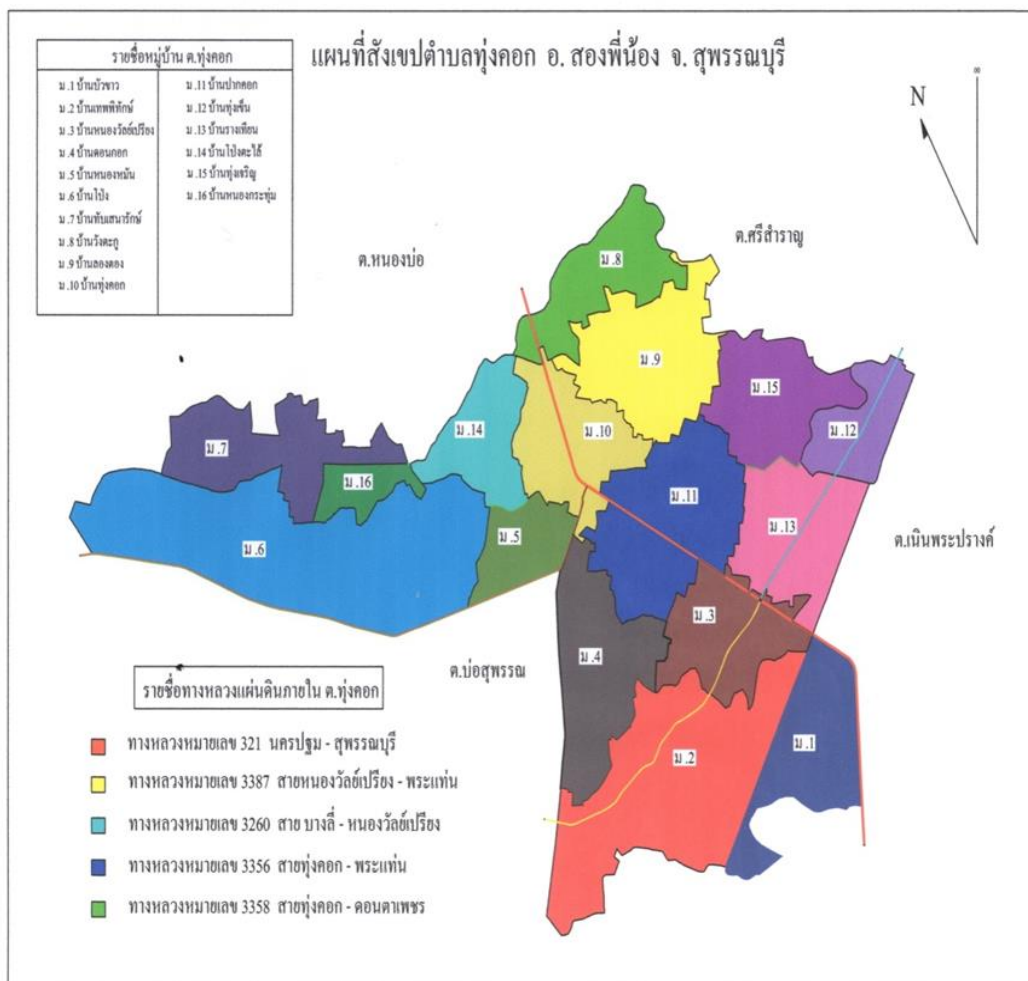 แผนที่สังเขปตำบลทุ่งคอก อ. สองพี่น้อง จ. สุพรรณบุรี
รายชื่อหมู่บ้าน ต.ทุ่งคอก
ม .1 บ้านบัวขาว
ม .2 บ้านเทพพิทักษ์
ม .3 บ้านหนองวัลย์เปรียง
ม .4 บ้านดอนกอก
ม .5 บ้านหนองหมัน
ม .6 บ้านโป่ง
ม .7 บ้านทับเสนารักษ์
ม .8 บ้านวังตะกู
ม .9 บ้านสองตอง
ม .10 บ้านทุ่งคอก
ม .11 บ้านปากคอก
ม .12 บ้านทุ่งเข็น
ม .13 บ้านรางเทียน
ม .14 บ้านโป่งตะไล้
ม .15 บ้านทุ่งเจริญ
ม .16 บ้านหนองกระทุ่ม
N
ต.หนองบ่อ
ต.ศรีสำราญ
ม .8
ม .9
ม .15
ม .7
ม .14
ม .10
ม .12
ม .16
ม .11
ม .13
ม .6
ม .5
ต.เนินพระปรางค์
ม .3
ม .4
ต.บ่อสุพรรณ
ม .2
ม .1
รายชื่อทางหลวงแผ่นดินภายใน ต.ทุ่งคอก
ทางหลวงหมายเลข 321 นครปฐม - สุพรรณบุรี
ทางหลวงหมายเลข 3387 สายหนองวัลย์เปรียง - พระแท่น
ทางหลวงหมายเลข 3260 สาย บางลี่ - หนองวัลย์เปรียง
ทางหลวงหมายเลข 3356 สายทุ่งคอก - พระแท่น
ทางหลวงหมายเลข 3358 สายทุ่งคอก - ดอนตาเพชร